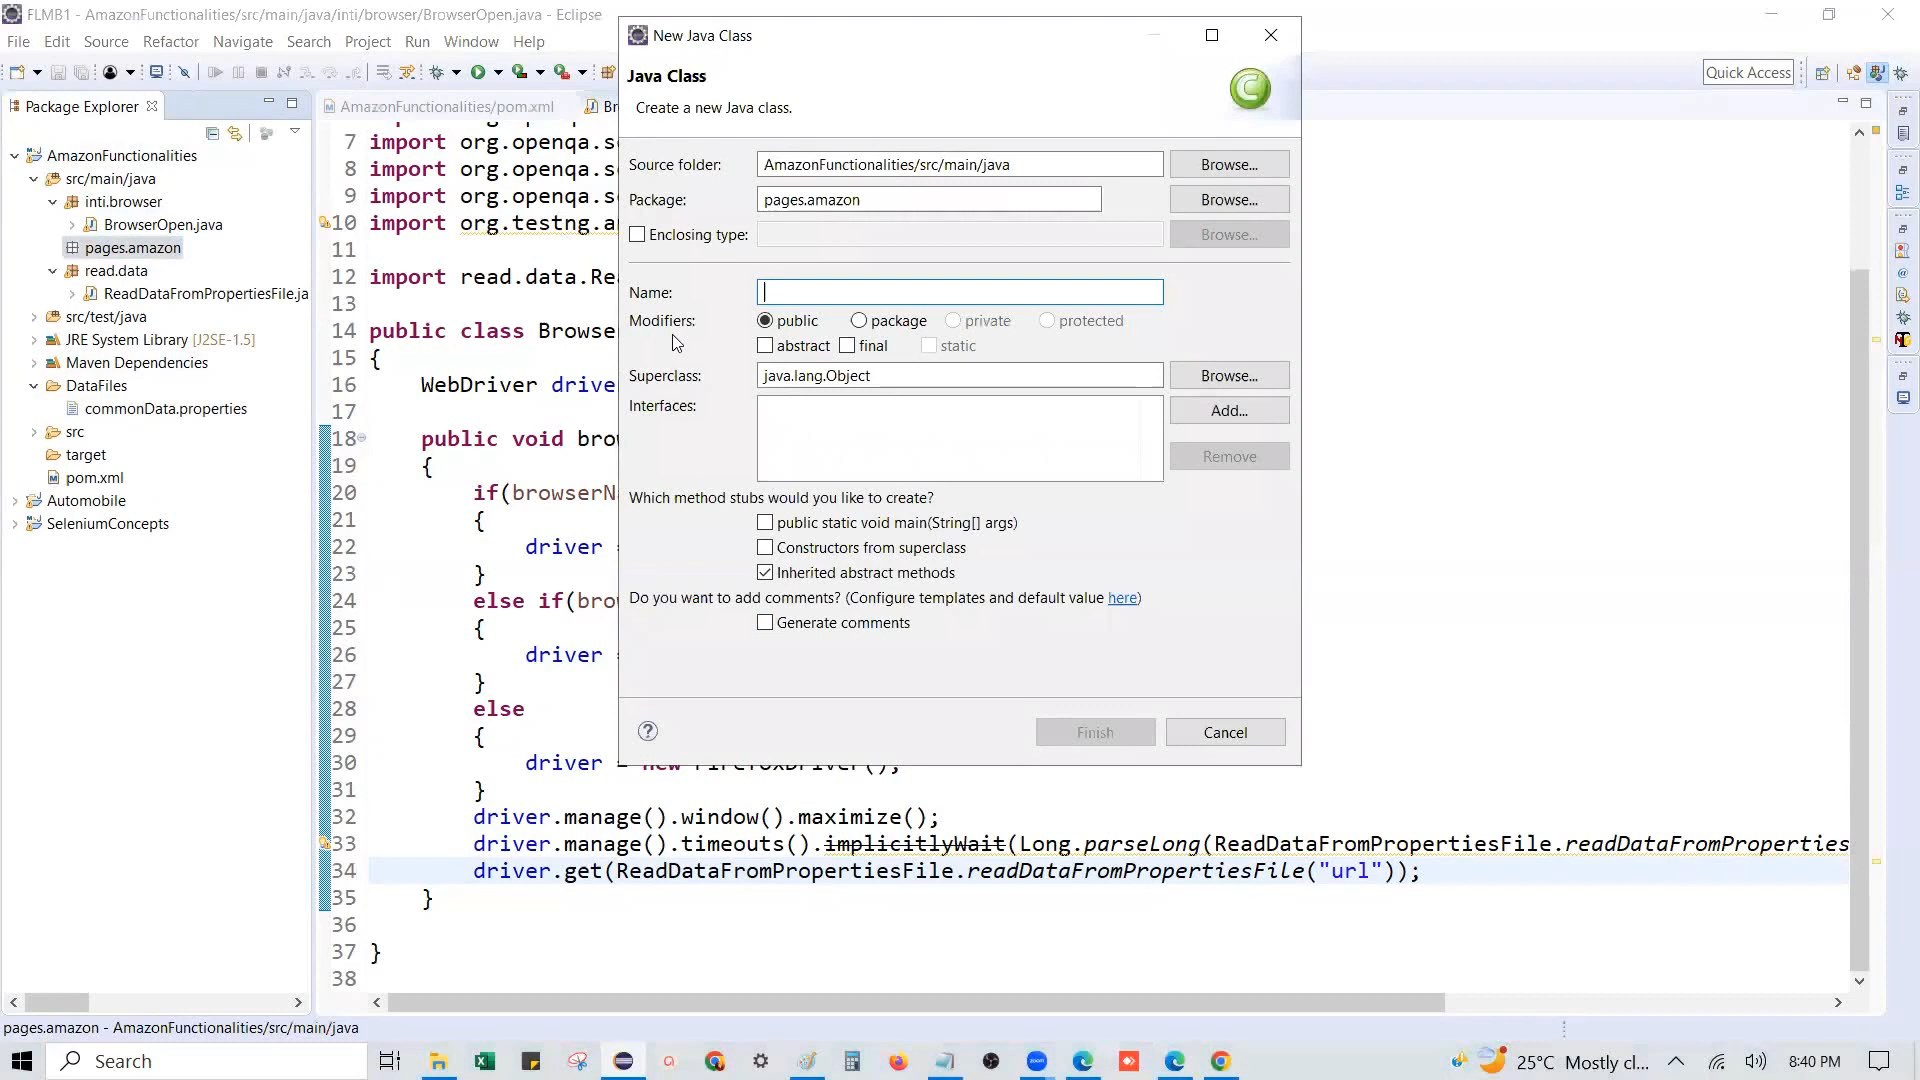 FLMB1 - AmazonFunctionalities/src/main/java/inti/browser/BrowserOpen.java - Eclipse
File Edit Source Refactor Navigate Search Project Run Window Help
Quick Access
Package Explorer
AmazonFunctionalities
src/main/java
inti.browser
BrowserOpen.java
pages.amazon
read.data
ReadDataFromPropertiesFile.ja
src/test/java
JRE System Library [J2SE-1.5]
Maven Dependencies
DataFiles
commonData.properties
src
target
pom.xml
Automobile
SeleniumConcepts
AmazonFunctionalities/pom.xml
Br
7 import org.openqa.s
8 import org.openqa.s
9 import org.openqa.s
10 import org.testng.a
11
12 import read.data.Re
13
14 public class Browse
15 {
16 WebDriver drive
17
18 public void bro
19 {
20 if(browserN
21 {
22 driver =
23 }
24 else if(bro
25 {
26 driver =
27 }
28 else
29 {
30 driver = new FirefoxDriver();
31 }
32 driver.manage().window().maximize();
33 driver.manage().timeouts().implicitlyWait(Long.parseLong(ReadDataFromPropertiesFile.readDataFromProperties
34 driver.get(ReadDataFromPropertiesFile.readDataFromPropertiesFile("url"));
35 }
36
37 }
38
New Java Class
Java Class
Create a new Java class.
Source folder: AmazonFunctionalities/src/main/java Browse...
Package: pages.amazon Browse...
Enclosing type: Browse...
Name:
Modifiers: public package private protected
abstract final static
Superclass: java.lang.Object Browse...
Interfaces: Add...
Remove
Which method stubs would you like to create?
public static void main(String[] args)
Constructors from superclass
Inherited abstract methods
Do you want to add comments? (Configure templates and default value here)
Generate comments
Finish Cancel
pages.amazon - AmazonFunctionalities/src/main/java
Search
25°C Mostly cl...
8:40 PM